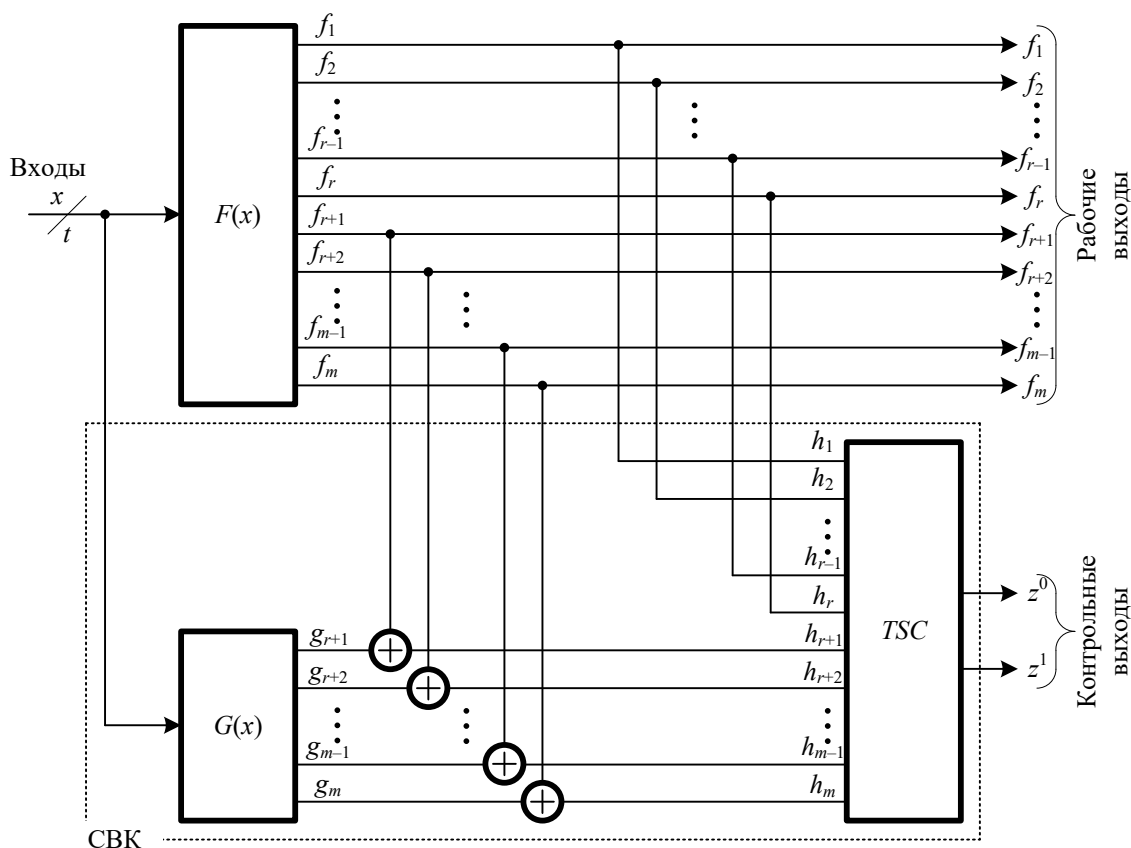 f₁ f₁
f₂ f₂
fᵣ₋₁ fᵣ₋₁
Входы
x
t
F(x)
fᵣ fᵣ
fᵣ₊₁ fᵣ₊₁
fᵣ₊₂ fᵣ₊₂
fₘ₋₁ fₘ₋₁
fₘ fₘ
Рабочие
выходы
h₁
h₂
hᵣ₋₁
hᵣ
gᵣ₊₁ hᵣ₊₁
gᵣ₊₂ hᵣ₊₂
G(x)
gₘ₋₁ hₘ₋₁
gₘ hₘ
TSC
z⁰
z¹
Контрольные
выходы
СВК